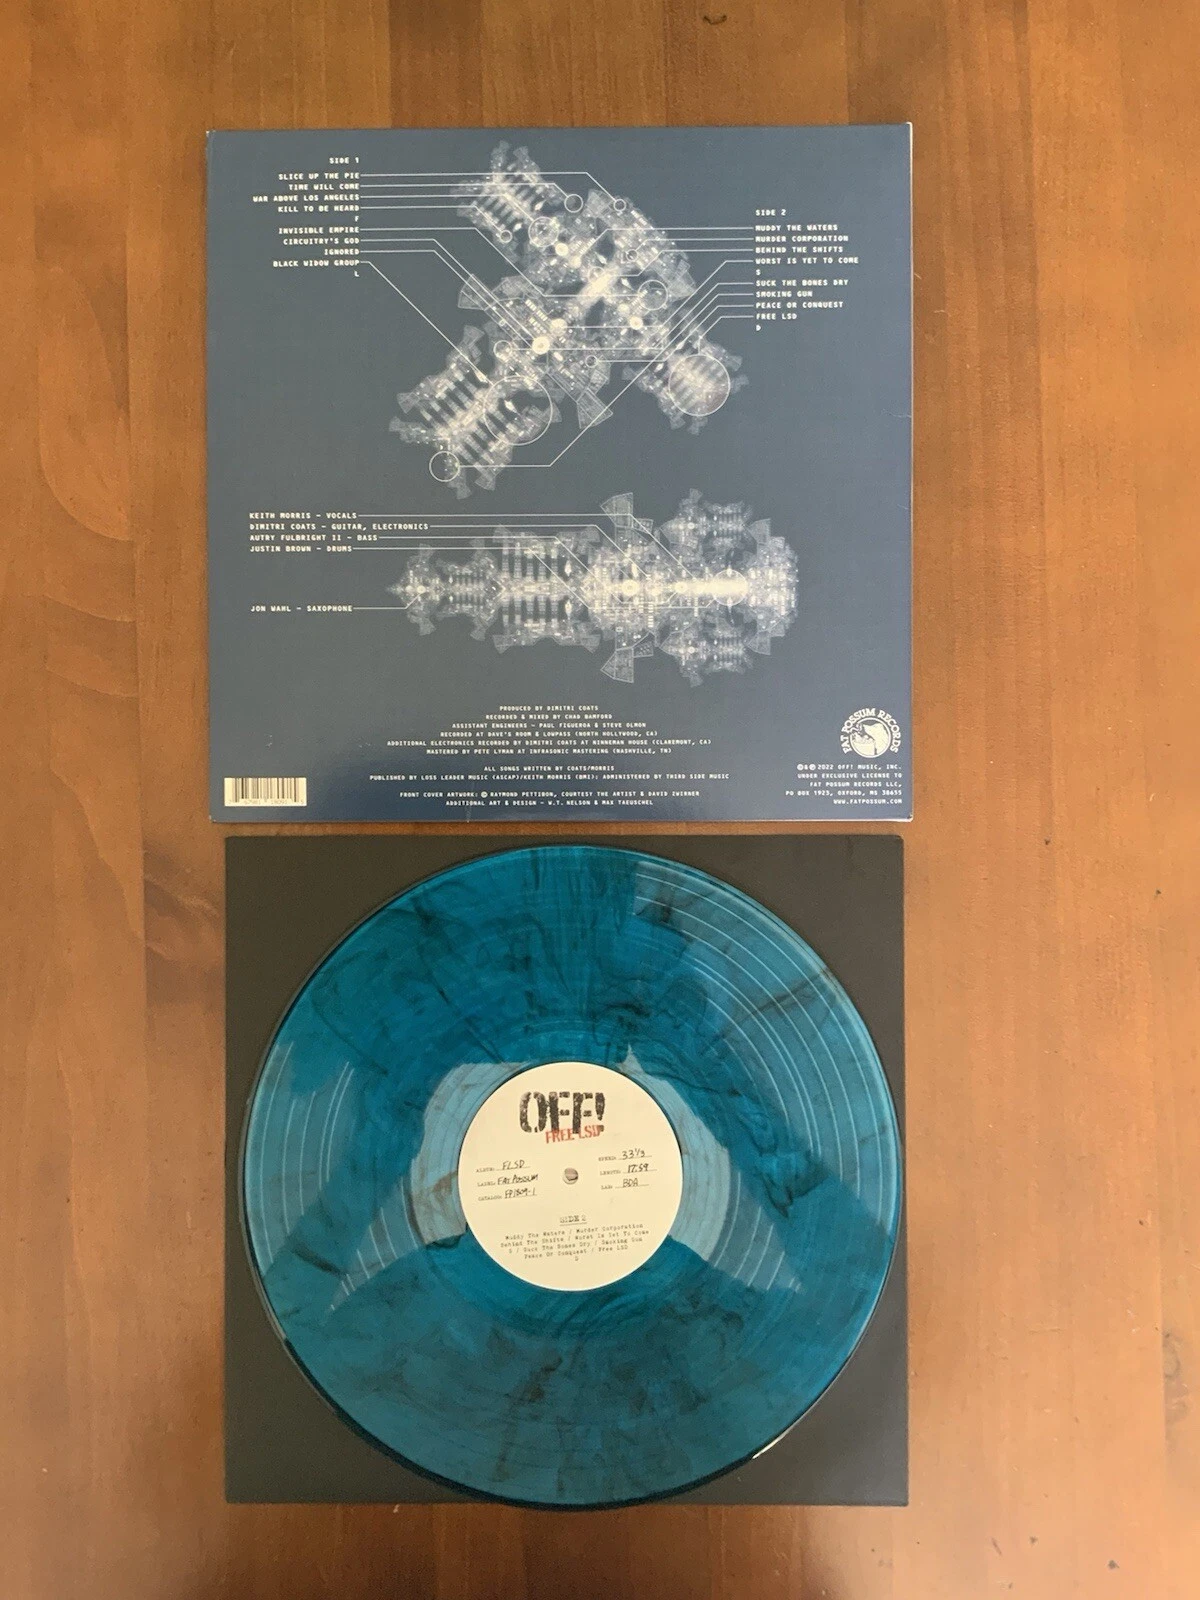 SIDE 1
SLICE UP THE PIE
TIME WILL COME
WAR ABOVE LOS ANGELES
KILL TO BE HEARD
F
INVISIBLE EMPIRE
CIRCUITRY'S GOD
IGNORED
BLACK WIDOW GROUP
L
SIDE 2
MUDDY THE WATERS
MURDER CORPORATION
BEHIND THE SHIFTS
WORST IS YET TO COME
S
SUCK THE BONES DRY
SMOKING GUN
PEACE OR CONQUEST
FREE LSD
D
KEITH MORRIS – VOCALS
DIMITRI COATS – GUITAR, ELECTRONICS
AUTRY FULBRIGHT II – BASS
JUSTIN BROWN – DRUMS
JON WAHL – SAXOPHONE
PRODUCED BY DIMITRI COATS
RECORDED & MIXED BY CHAD BAMFORD
ASSISTANT ENGINEERS – PAUL FIGUEROA & STEVE OLMON
RECORDED AT DAVE'S ROOM & LOWPASS (NORTH HOLLYWOOD, CA)
ADDITIONAL ELECTRONICS RECORDED BY DIMITRI COATS AT NINNEMAN HOUSE (CLAREMONT, CA)
MASTERED BY PETE LYMAN AT INFRASONIC MASTERING (NASHVILLE, TN)
ALL SONGS WRITTEN BY COATS/MORRIS
PUBLISHED BY LOSS LEADER MUSIC (ASCAP)/KEITH MORRIS (BMI); ADMINISTERED BY THIRD SIDE MUSIC
FRONT COVER ARTWORK: © RAYMOND PETTIBON, COURTESY THE ARTIST & DAVID ZWIRNER
ADDITIONAL ART & DESIGN – W.T. NELSON & MAX TAEUSCHEL
FAT POSSUM RECORDS
©&℗ 2022 OFF! MUSIC, INC.
UNDER EXCLUSIVE LICENSE TO
FAT POSSUM RECORDS LLC,
PO BOX 1923, OXFORD, MS 38655
WWW.FATPOSSUM.COM
OFF!
FREE LSD
ALBUM: FLSD
LABEL: FAT POSSUM
CATALOG: FP1809-1
SPEED: 33 1/3
LENGTH: 17:59
LAB: BDA
SIDE 2
Muddy The Waters / Murder Corporation
Behind The Shifts / Worst Is Yet To Come
S / Suck The Bones Dry / Smoking Gun
Peace Or Conquest / Free LSD
D